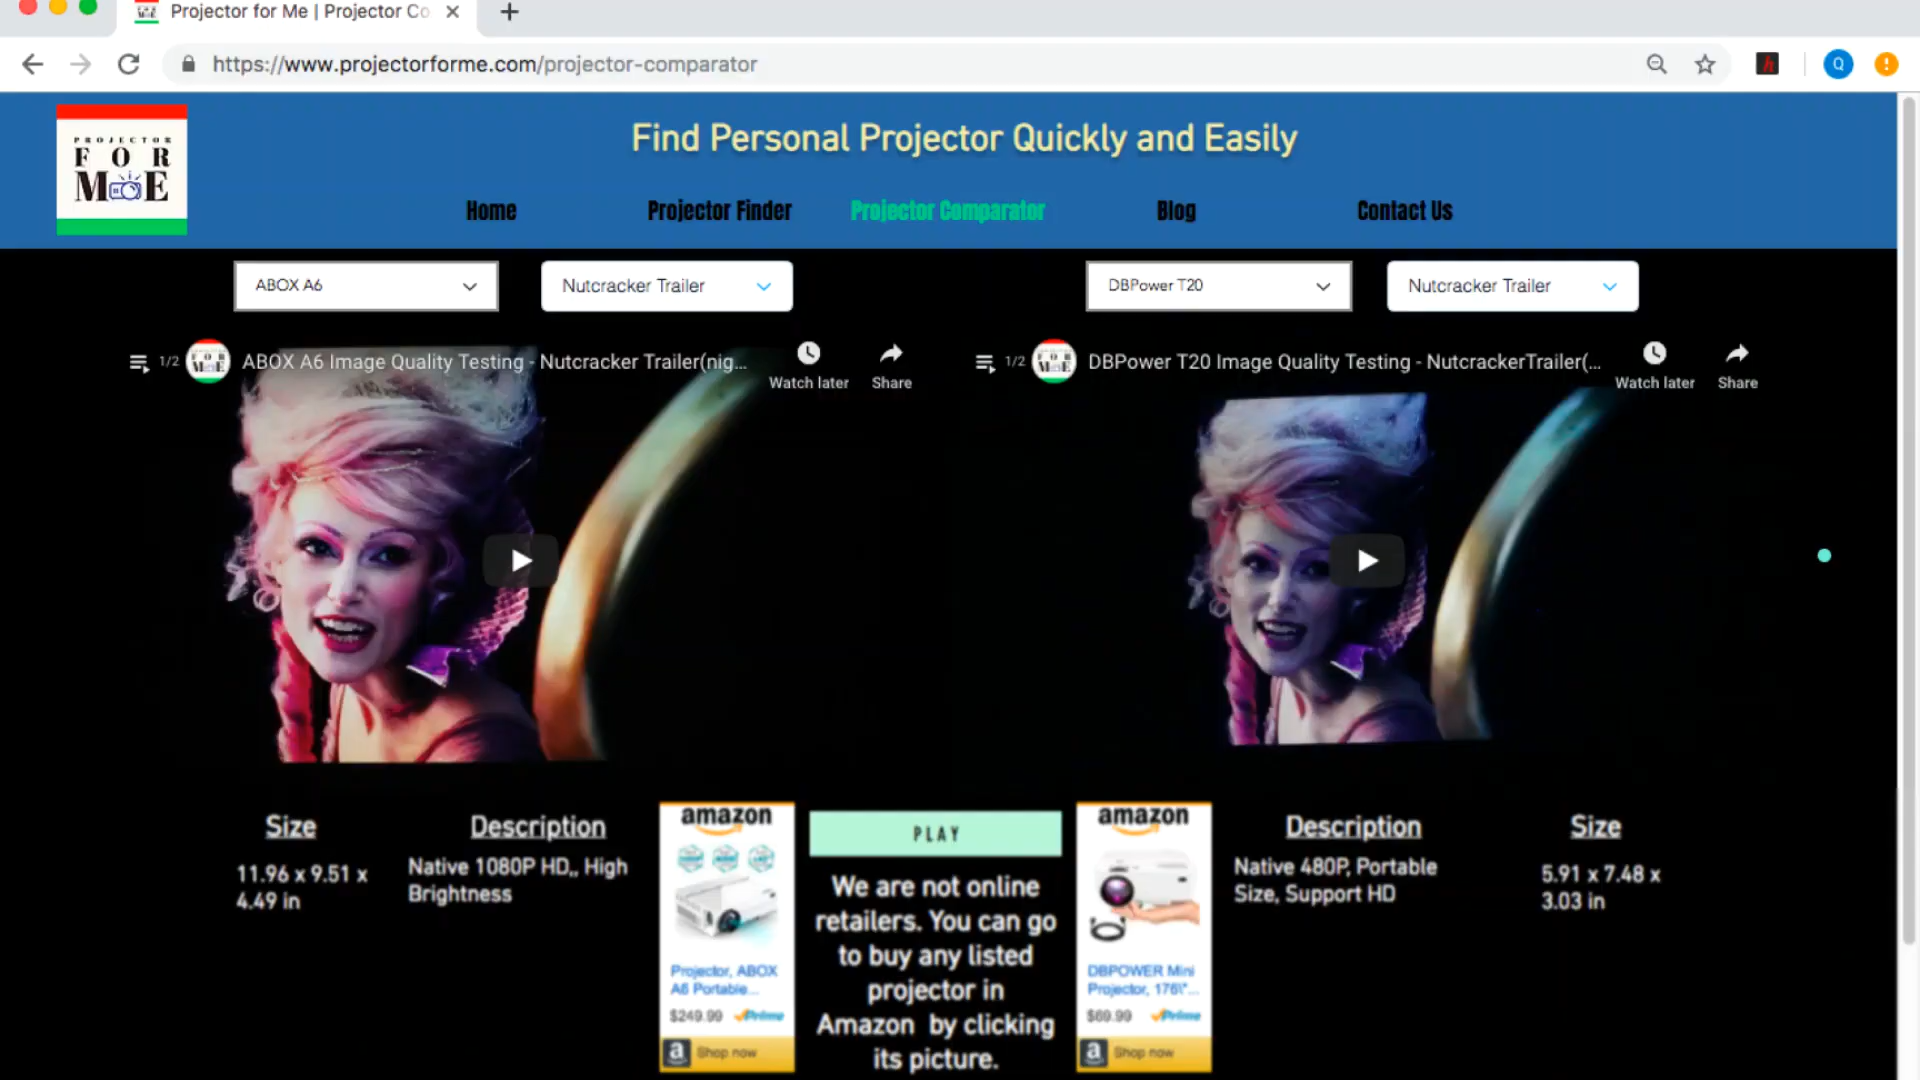 Projector for Me | Projector Co
https://www.projectorforme.com/projector-comparator
PROJECTOR
FOR
ME
Find Personal Projector Quickly and Easily
Home
Projector Finder
Projector Comparator
Blog
Contact Us
ABOX A6
Nutcracker Trailer
DBPower T20
Nutcracker Trailer
1/2
ABOX A6 Image Quality Testing - Nutcracker Trailer(nig...
Watch later
Share
1/2
DBPower T20 Image Quality Testing - NutcrackerTrailer(...
Watch later
Share
Size
11.96 x 9.51 x
4.49 in
Description
Native 1080P HD,, High
Brightness
amazon
Projector, ABOX
A6 Portable...
$249.99 Prime
a Shop now
PLAY
We are not online
retailers. You can go
to buy any listed
projector in
Amazon by clicking
its picture.
amazon
DBPOWER Mini
Projector, 176\"...
$69.99 Prime
a Shop now
Description
Native 480P, Portable
Size, Support HD
Size
5.91 x 7.48 x
3.03 in
Q
h